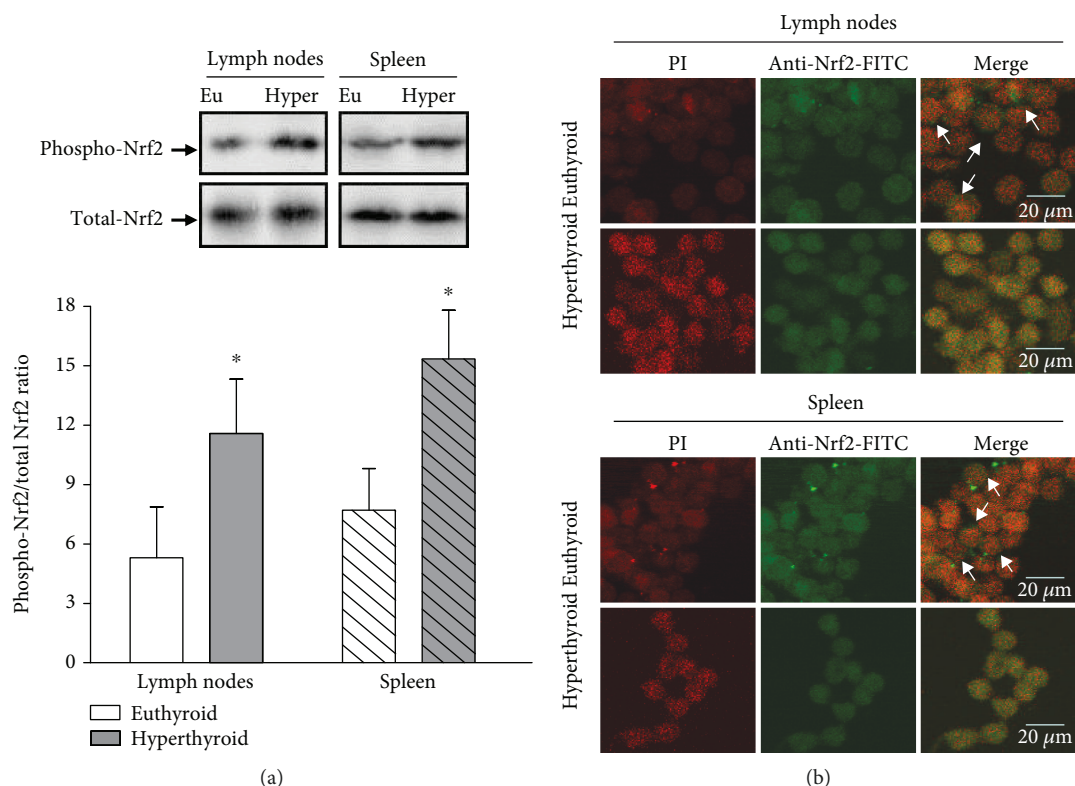 Lymph nodes Spleen
Eu Hyper Eu Hyper
Phospho-Nrf2
Total-Nrf2
18
15
12
9
6
3
0
Phospho-Nrf2/total Nrf2 ratio
*
*
Lymph nodes Spleen
Euthyroid
Hyperthyroid
(a)
Lymph nodes
PI Anti-Nrf2-FITC Merge
Hyperthyroid Euthyroid
20 µm
20 µm
Spleen
PI Anti-Nrf2-FITC Merge
Hyperthyroid Euthyroid
20 µm
20 µm
(b)